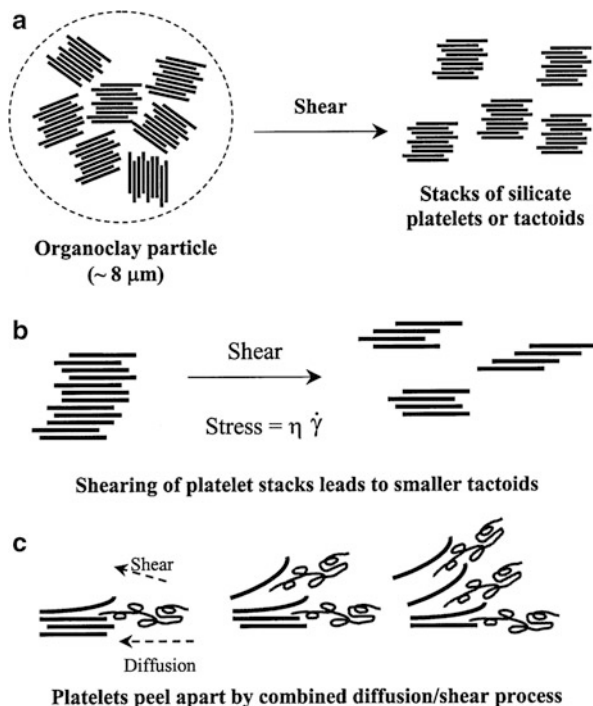 a
Shear
Organoclay particle
(~ 8 μm)
Stacks of silicate
platelets or tactoids
b
Shear
Stress = η γ̇
Shearing of platelet stacks leads to smaller tactoids
c
Shear
Diffusion
Platelets peel apart by combined diffusion/shear process